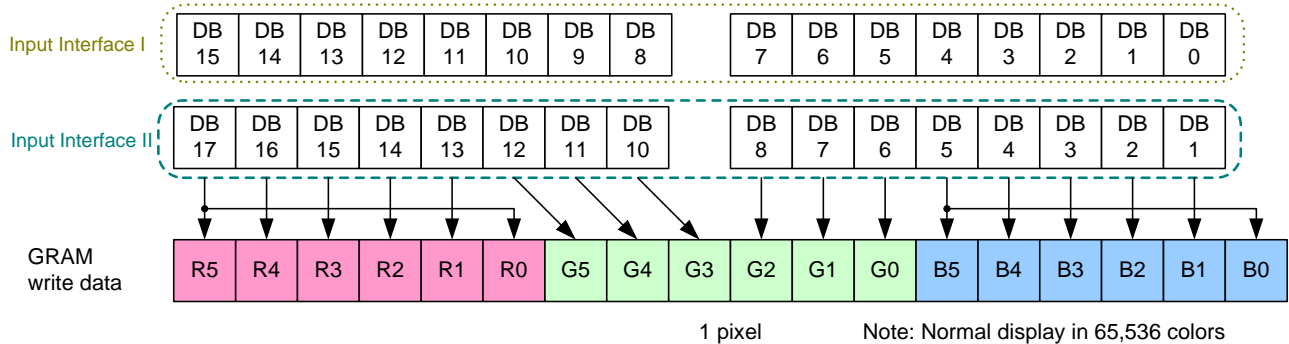 Input Interface I DB 15 DB 14 DB 13 DB 12 DB 11 DB 10 DB 9 DB 8 DB 7 DB 6 DB 5 DB 4 DB 3 DB 2 DB 1 DB 0
Input Interface II DB 17 DB 16 DB 15 DB 14 DB 13 DB 12 DB 11 DB 10 DB 8 DB 7 DB 6 DB 5 DB 4 DB 3 DB 2 DB 1
GRAM
write data
R5 R4 R3 R2 R1 R0 G5 G4 G3 G2 G1 G0 B5 B4 B3 B2 B1 B0
1 pixel Note: Normal display in 65,536 colors